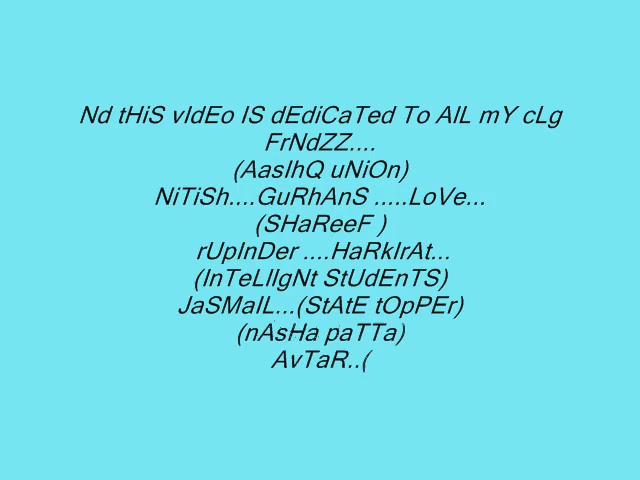 Nd tHiS vIdEo IS dEdiCaTed To AlL mY cLg
FrNdZZ....
(AasIhQ uNiOn)
NiTiSh....GuRhAnS .....LoVe...
(SHaReeF )
rUpInDer ....HaRkIrAt...
(InTeLlIgNt StUdEnTS)
JaSMaIL...(StAtE tOpPEr)
(nAsHa paTTa)
AvTaR..(